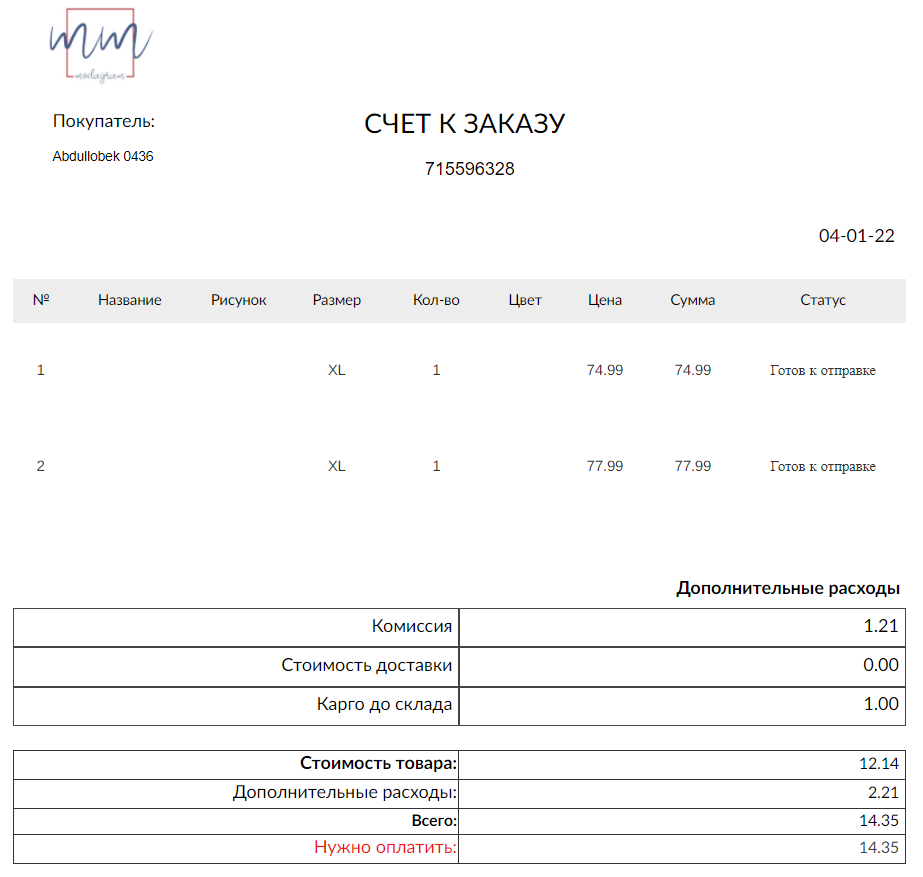 mm
modagram
Покупатель:
СЧЕТ К ЗАКАЗУ
Abdullobek 0436
715596328
04-01-22
№ Название Рисунок Размер Кол-во Цвет Цена Сумма Статус
1 XL 1 74.99 74.99 Готов к отправке
2 XL 1 77.99 77.99 Готов к отправке
Дополнительные расходы
Комиссия 1.21
Стоимость доставки 0.00
Карго до склада 1.00
Стоимость товара: 12.14
Дополнительные расходы: 2.21
Всего: 14.35
Нужно оплатить: 14.35